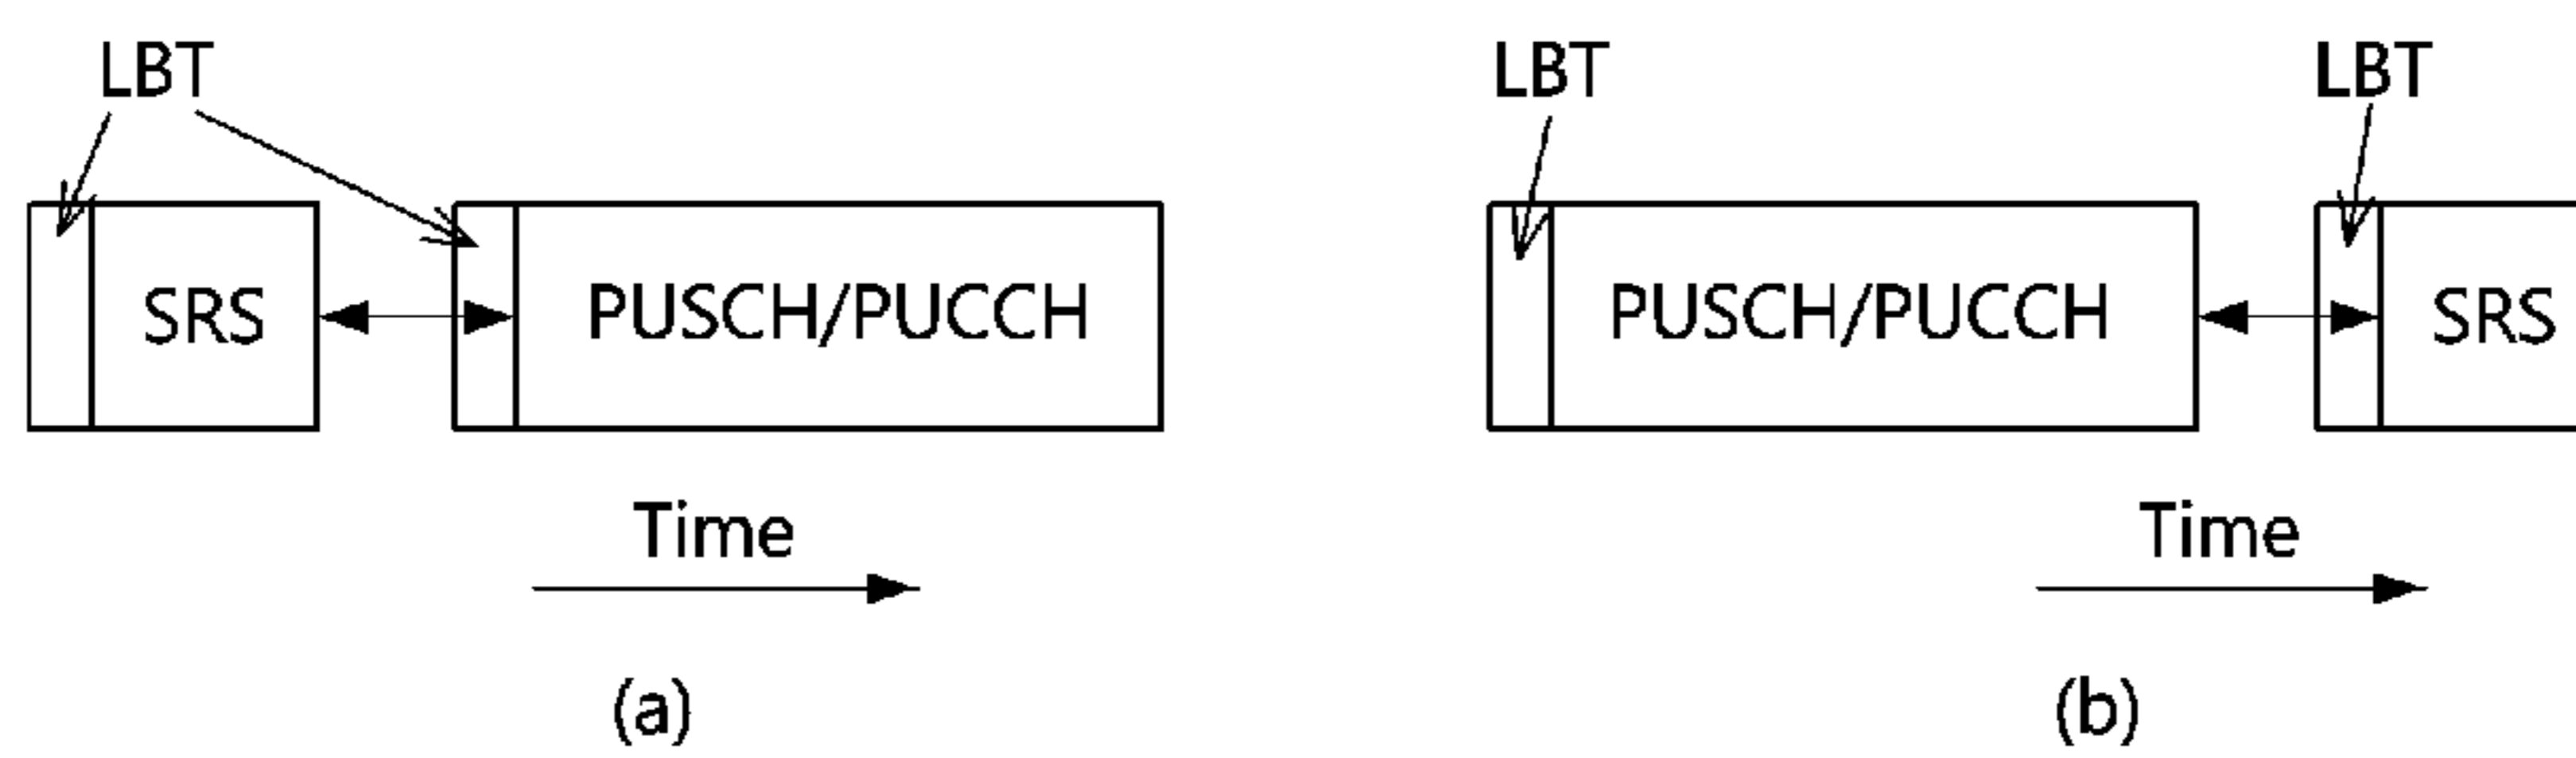 LBT
LBT
LBT
SRS
PUSCH/PUCCH
PUSCH/PUCCH
SRS
Time
Time
(a)
(b)